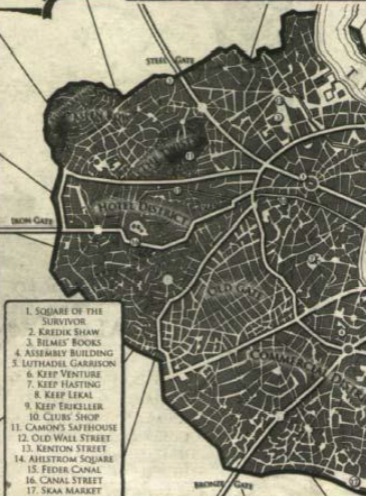 STEEL GATE
IRON GATE
HOTEL DISTRICT
OLD GATE
COMMERCIAL DIST
BRONZE GATE
1. SQUARE OF THE
SURVIVOR
2. KREDIK SHAW
3. BILMES' BOOKS
4. ASSEMBLY BUILDING
5. LUTHADEL GARRISON
6. KEEP VENTURE
7. KEEP HASTING
8. KEEP LEKAL
9. KEEP ERIKELLER
10. CLUBS' SHOP
11. CAMON'S SAFEHOUSE
12. OLD WALL STREET
13. KENTON STREET
14. AHLSTROM SQUARE
15. FEDER CANAL
16. CANAL STREET
17. SKAA MARKET